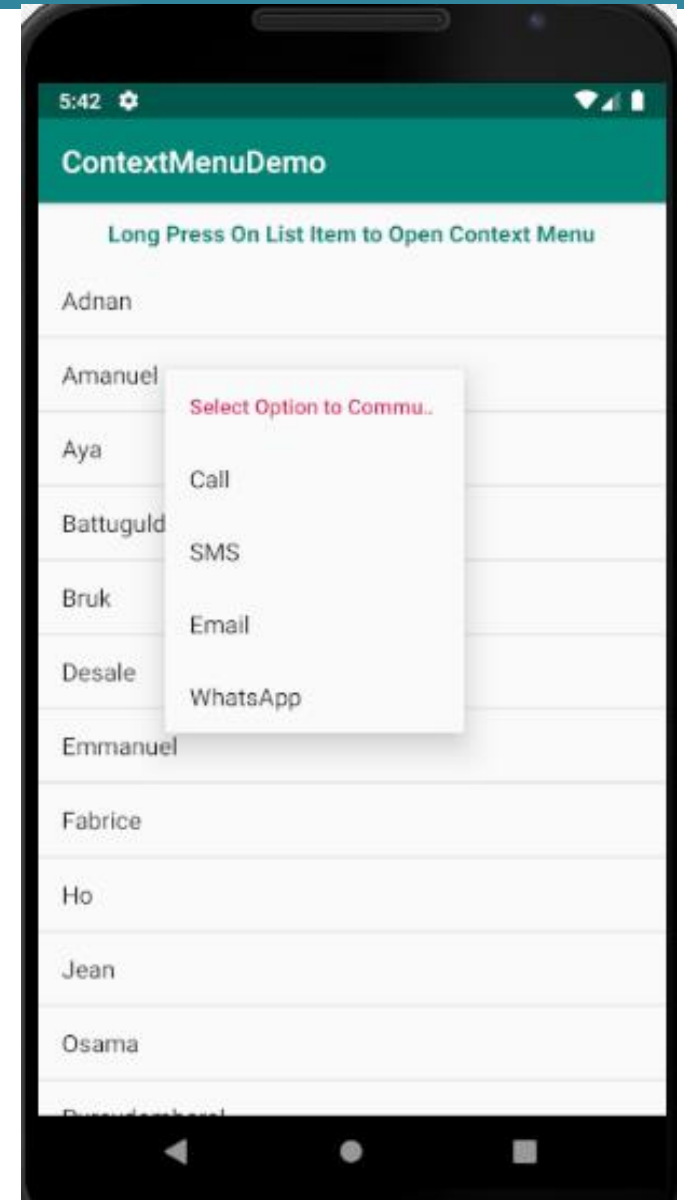 5:42
ContextMenuDemo
Long Press On List Item to Open Context Menu
Adnan
Amanuel
Select Option to Commu..
Aya
Call
Battuguld
SMS
Bruk
Email
Desale
WhatsApp
Emmanuel
Fabrice
Ho
Jean
Osama